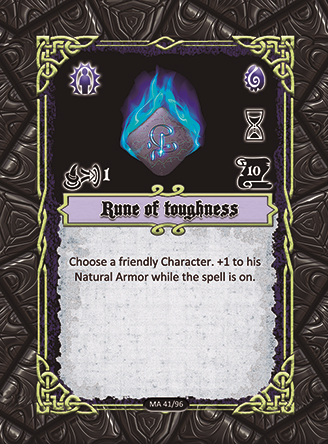 1
10
Rune of toughness
Choose a friendly Character. +1 to his
Natural Armor while the spell is on.
MA 41/96